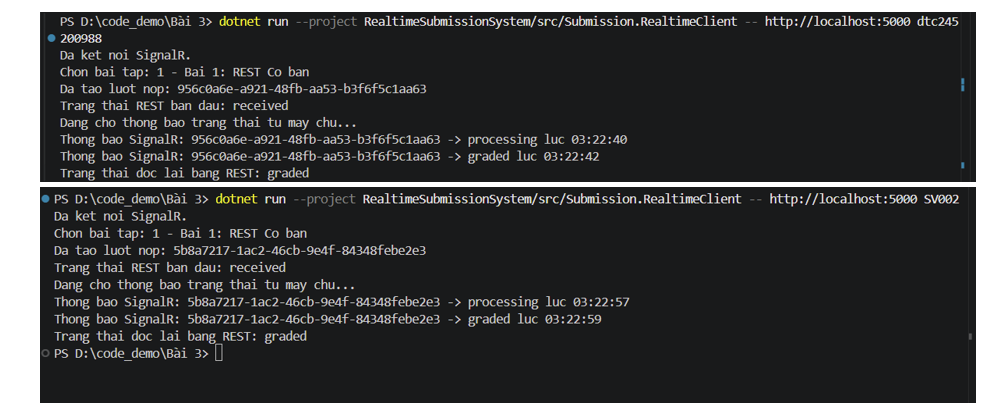 PS D:\code_demo\Bài 3> dotnet run --project RealtimeSubmissionSystem/src/Submission.RealtimeClient -- http://localhost:5000 dtc245
200988
Da ket noi SignalR.
Chon bai tap: 1 - Bai 1: REST Co ban
Da tao luot nop: 956c0a6e-a921-48fb-aa53-b3f6f5c1aa63
Trang thai REST ban dau: received
Dang cho thong bao trang thai tu may chu...
Thong bao SignalR: 956c0a6e-a921-48fb-aa53-b3f6f5c1aa63 -> processing luc 03:22:40
Thong bao SignalR: 956c0a6e-a921-48fb-aa53-b3f6f5c1aa63 -> graded luc 03:22:42
Trang thai doc lai bang REST: graded
PS D:\code_demo\Bài 3> dotnet run --project RealtimeSubmissionSystem/src/Submission.RealtimeClient -- http://localhost:5000 SV002
Da ket noi SignalR.
Chon bai tap: 1 - Bai 1: REST Co ban
Da tao luot nop: 5b8a7217-1ac2-46cb-9e4f-84348febe2e3
Trang thai REST ban dau: received
Dang cho thong bao trang thai tu may chu...
Thong bao SignalR: 5b8a7217-1ac2-46cb-9e4f-84348febe2e3 -> processing luc 03:22:57
Thong bao SignalR: 5b8a7217-1ac2-46cb-9e4f-84348febe2e3 -> graded luc 03:22:59
Trang thai doc lai bang REST: graded
PS D:\code_demo\Bài 3>